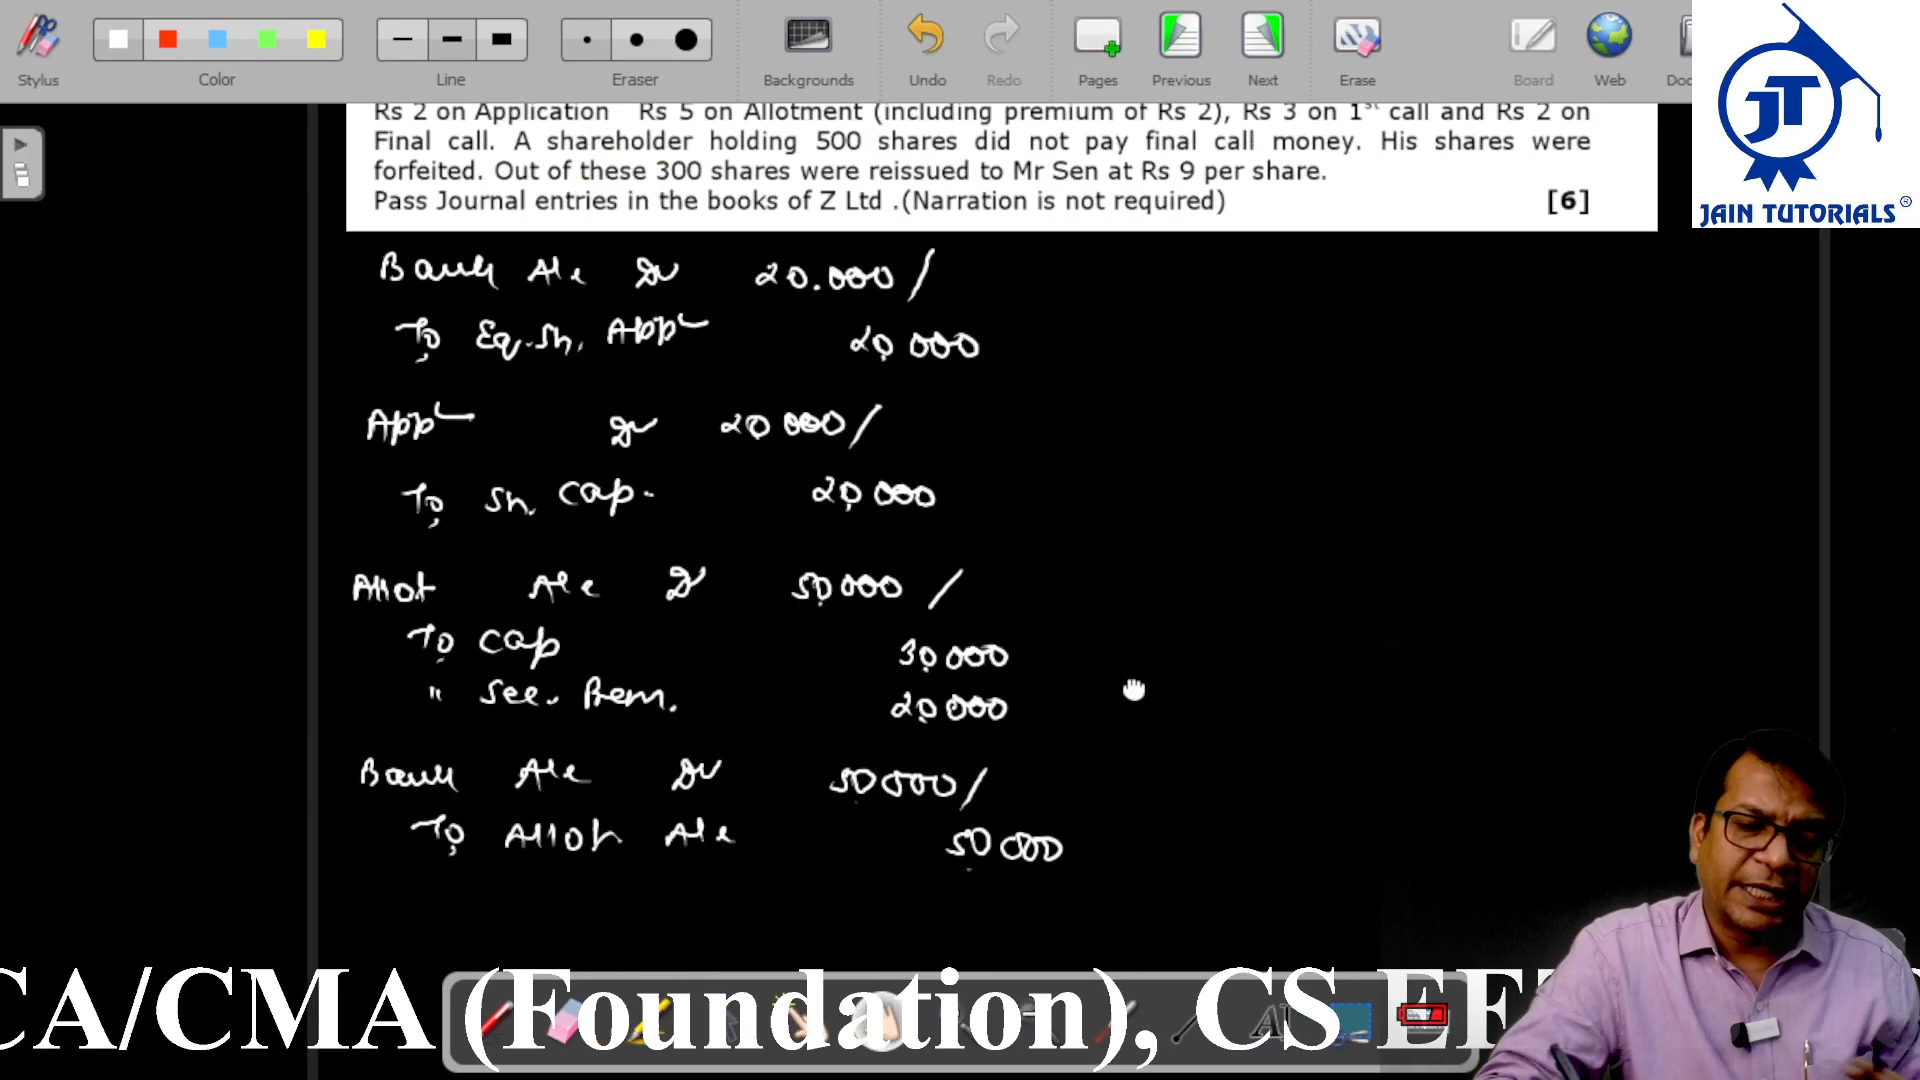 Stylus
Color
Line
Eraser
Backgrounds
Undo
Redo
Pages
Previous
Next
Erase
Board
Web
JT
JAIN TUTORIALS®
Rs 2 on Application Rs 5 on Allotment (including premium of Rs 2), Rs 3 on 1st call and Rs 2 on
Final call. A shareholder holding 500 shares did not pay final call money. His shares were
forfeited. Out of these 300 shares were reissued to Mr Sen at Rs 9 per share.
Pass Journal entries in the books of Z Ltd .(Narration is not required) [6]
Bank A/c Dr 20.000 /
To Eq. Sh. Appl 20,000
Appl Dr 20000 /
To Sh. Cap. 20,000
Allot A/c Dr 50,000 /
To Cap 30,000
" Sec. Prem. 20,000
Bank A/c Dr 50000 /
To Allot A/c 50000
CA/CMA (Foundation), CS EE